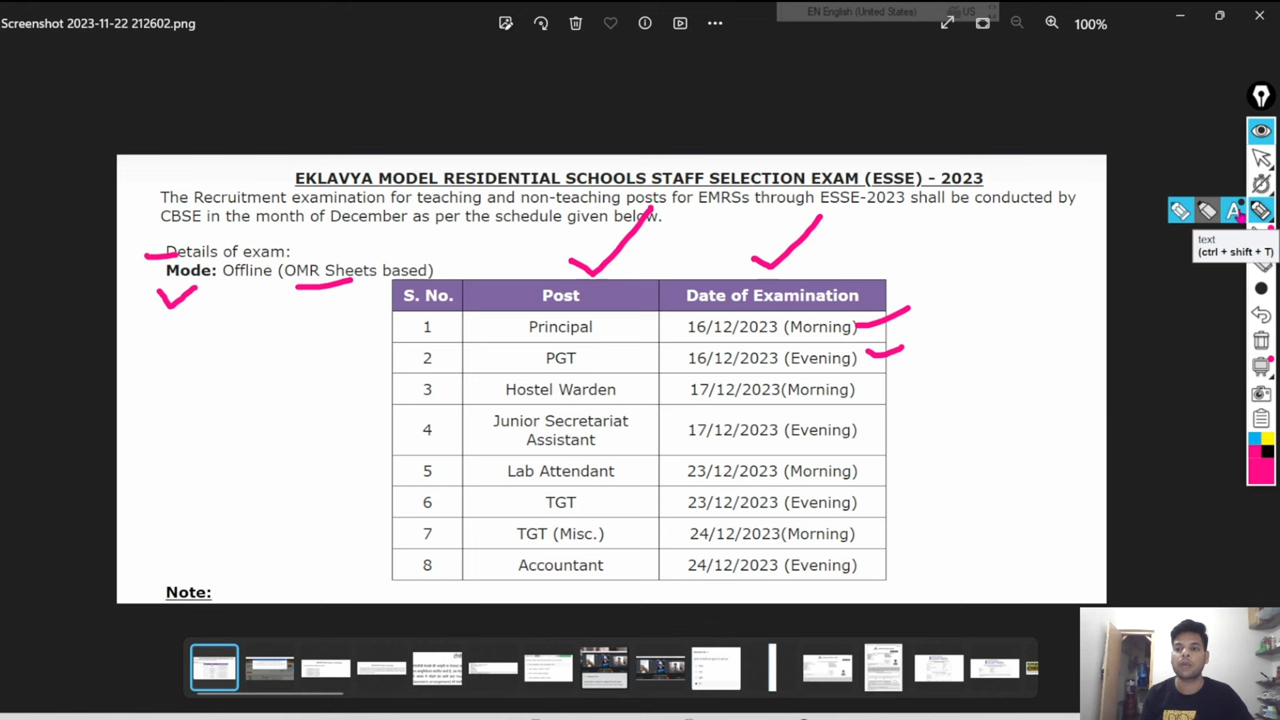 Screenshot 2023-11-22 212602.png
EN English (United States) US
100%
EKLAVYA MODEL RESIDENTIAL SCHOOLS STAFF SELECTION EXAM (ESSE) - 2023
The Recruitment examination for teaching and non-teaching posts for EMRSs through ESSE-2023 shall be conducted by
CBSE in the month of December as per the schedule given below.
Details of exam:
Mode: Offline (OMR Sheets based)
S. No. Post Date of Examination
1 Principal 16/12/2023 (Morning)
2 PGT 16/12/2023 (Evening)
3 Hostel Warden 17/12/2023(Morning)
4 Junior Secretariat Assistant 17/12/2023 (Evening)
5 Lab Attendant 23/12/2023 (Morning)
6 TGT 23/12/2023 (Evening)
7 TGT (Misc.) 24/12/2023(Morning)
8 Accountant 24/12/2023 (Evening)
Note:
A
text
(ctrl + shift + T)